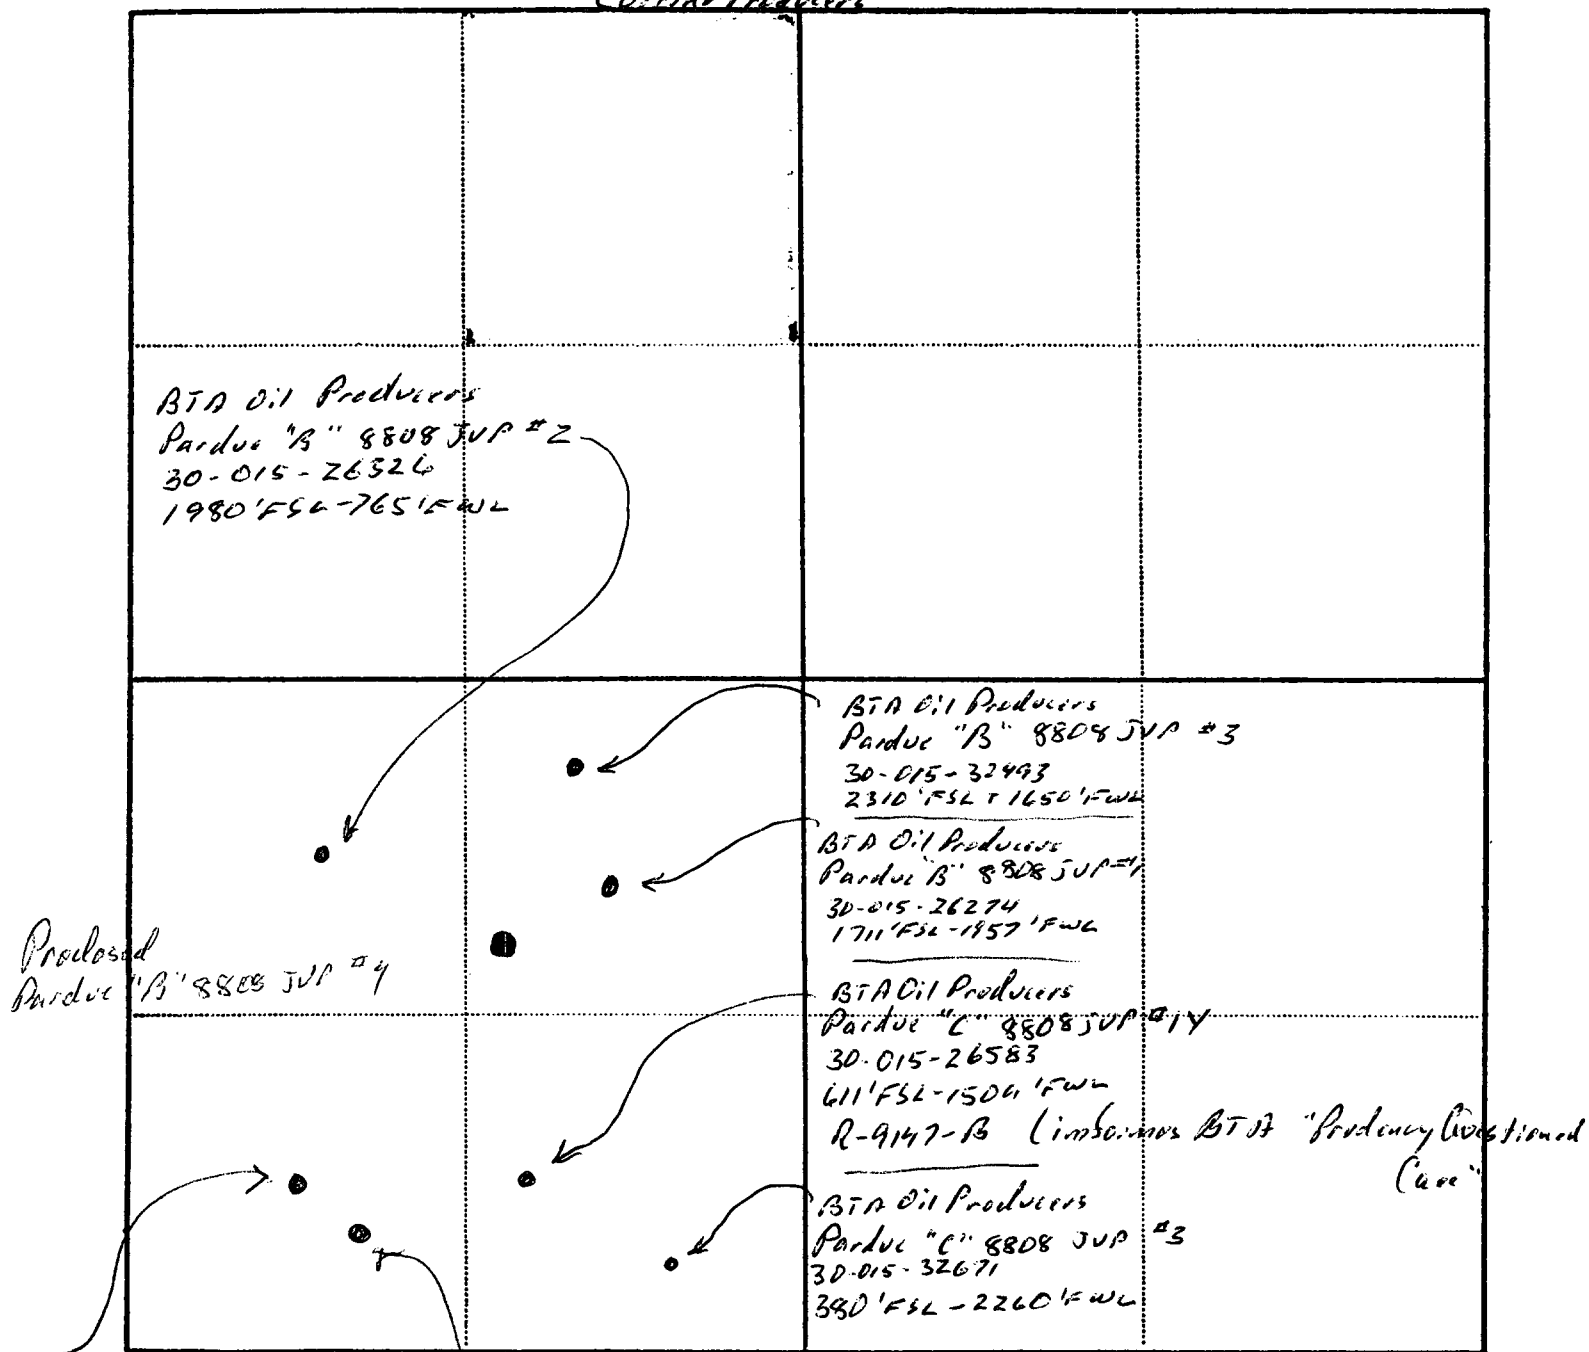 Producers
BTA Oil Producers
Pardue "B" 8808 JVP #2
30-015-26326
1980'FSL-765'FWL
BTA Oil Producers
Pardue "B" 8808 JVP #3
30-015-32493
2310'FSL + 1650'FWL
BTA Oil Producers
Pardue "B" 8808 JVP #1
30-015-26274
1711'FSL-1957'FWL
Pardue "B" 8808 JVP #4
BTA Oil Producers
Pardue "C" 8808 JVP #1Y
30-015-26583
611'FSL-1504'FWL
R-9147-B BTA
BTA Oil Producers
Pardue "C" 8808 JVP #3
30-015-32671
380'FSL-2260'FWL